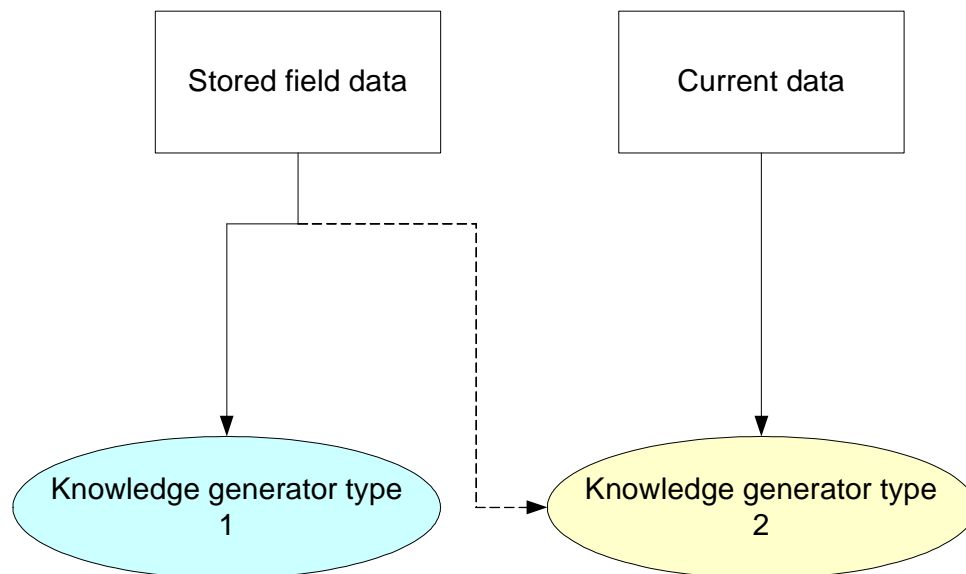 Stored field data
Current data
Knowledge generator type
1
Knowledge generator type
2